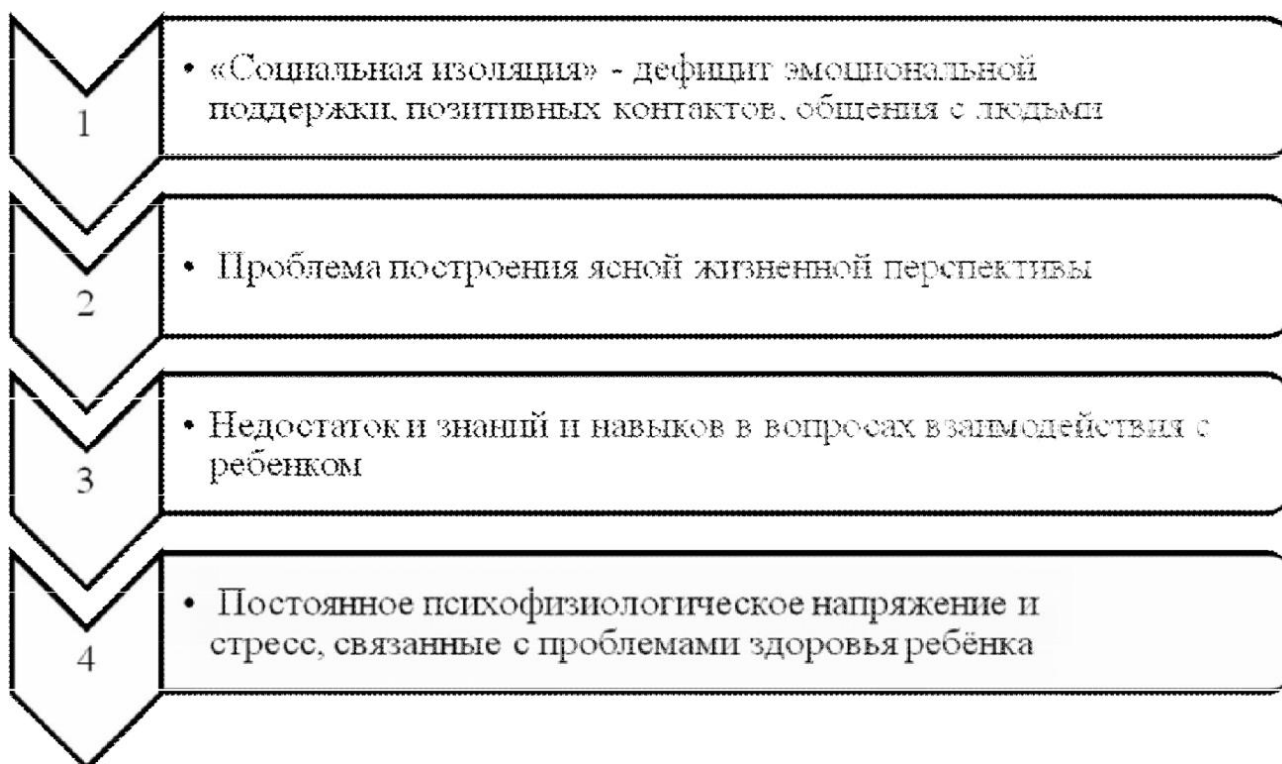 1
• «Социальная изоляция» - дефицит эмоциональной
поддержки, позитивных контактов, общения с людьми
2
• Проблема построения ясной жизненной перспективы
3
• Недостаток и знаний и навыков в вопросах взаимодействия с
ребенком
4
• Постоянное психофизиологическое напряжение и
стресс, связанные с проблемами здоровья ребёнка